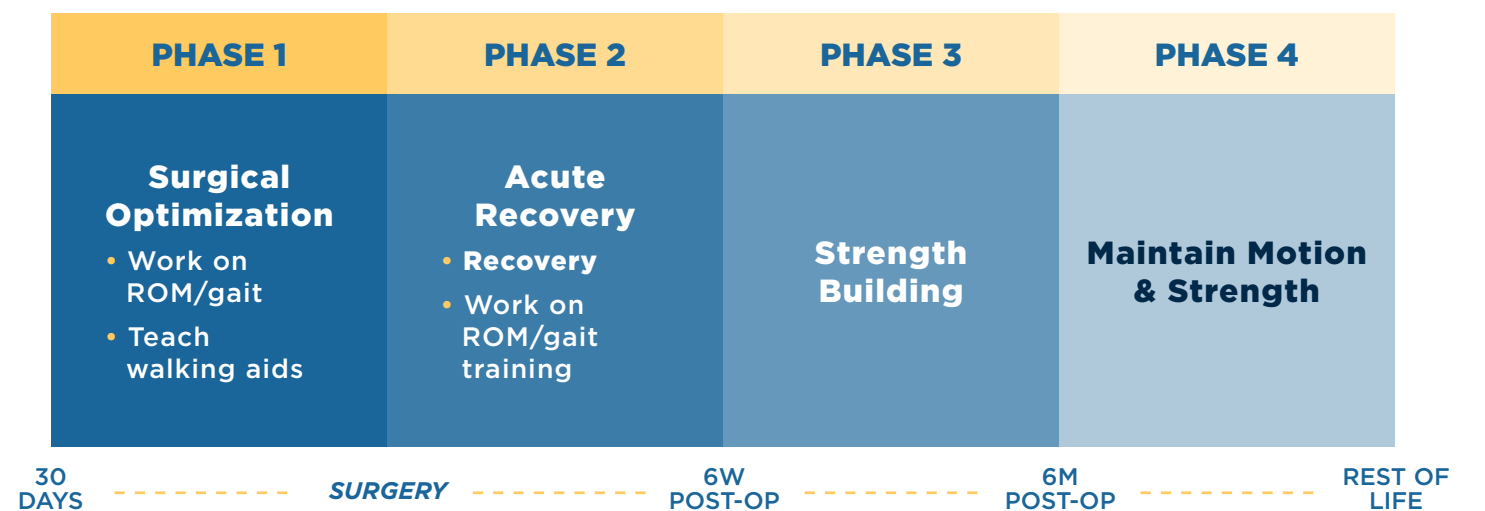 PHASE 1
PHASE 2
PHASE 3
PHASE 4
Surgical
Optimization
• Work on
ROM/gait
• Teach
walking aids
Acute
Recovery
• Recovery
• Work on
ROM/gait
training
Strength
Building
Maintain Motion
& Strength
30
DAYS
SURGERY
6W
POST-OP
6M
POST-OP
REST OF
LIFE